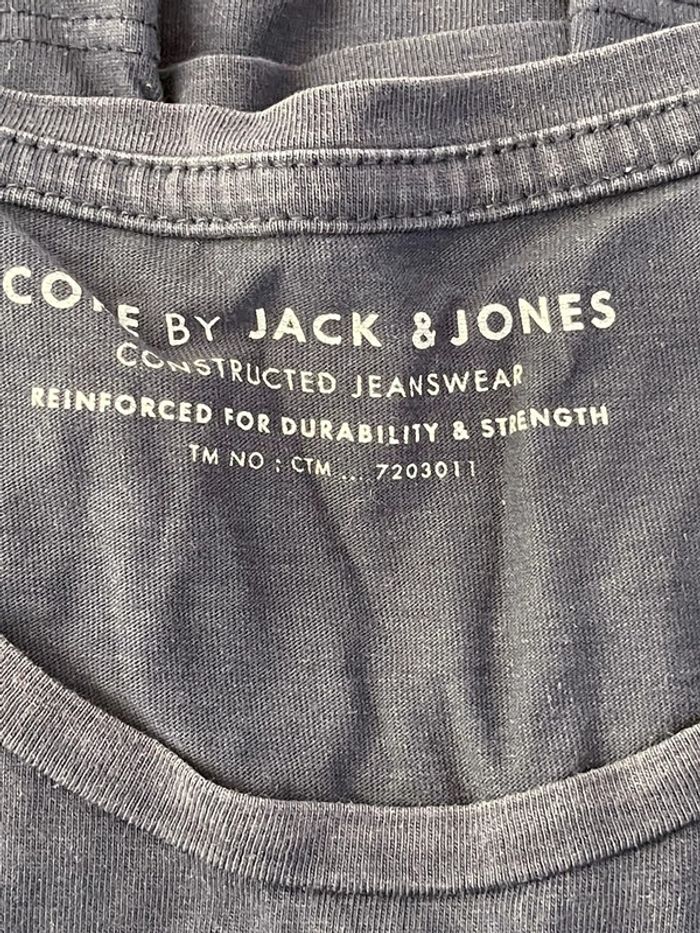 BY JACK & JONES
CONSTRUCTED JEANSWEAR
REINFORCED FOR DURABILITY & STRENGTH
TM NO : CTM ... 7203011